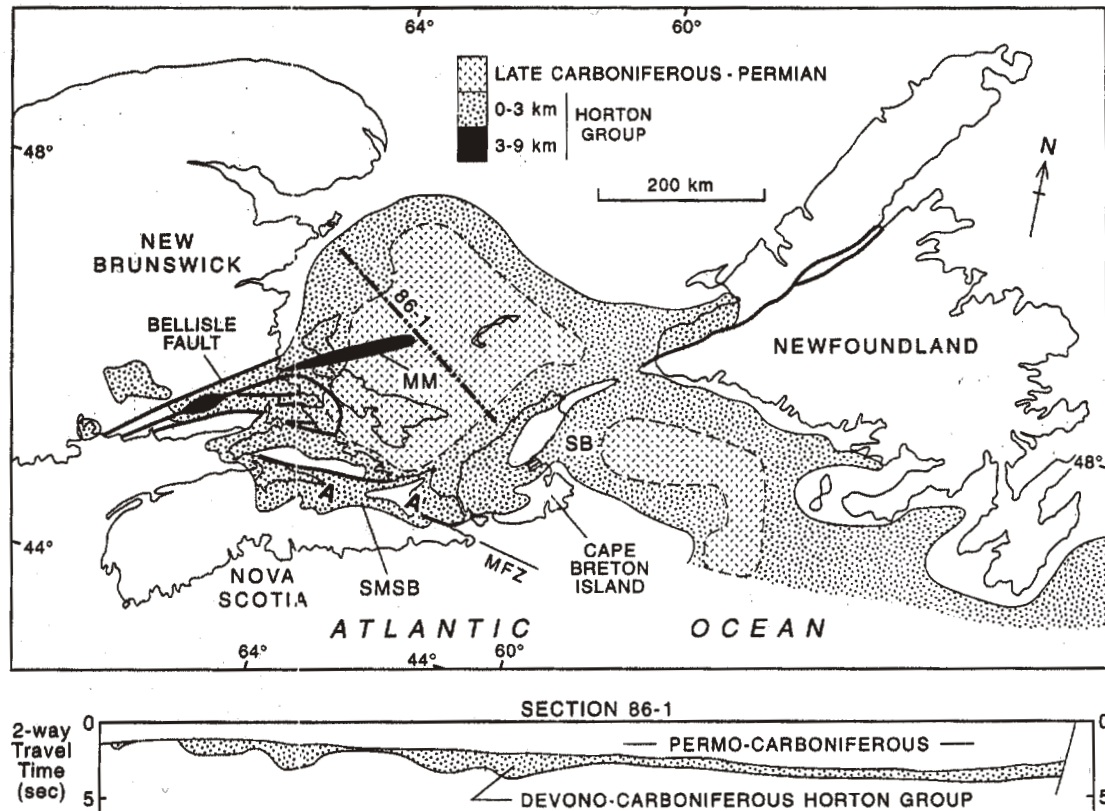 64°
60°
LATE CARBONIFEROUS - PERMIAN
0-3 km
3-9 km
HORTON
GROUP
48°
200 km
N
NEW
BRUNSWICK
86-1
BELLISLE
FAULT
MM
NEWFOUNDLAND
SB
48°
A
A
44°
MFZ
CAPE
BRETON
ISLAND
NOVA
SCOTIA
SMSB
ATLANTIC OCEAN
64°
44°
60°
SECTION 86-1
2-way
Travel
Time
(sec)
0
5
0
5
PERMO-CARBONIFEROUS
DEVONO-CARBONIFEROUS HORTON GROUP